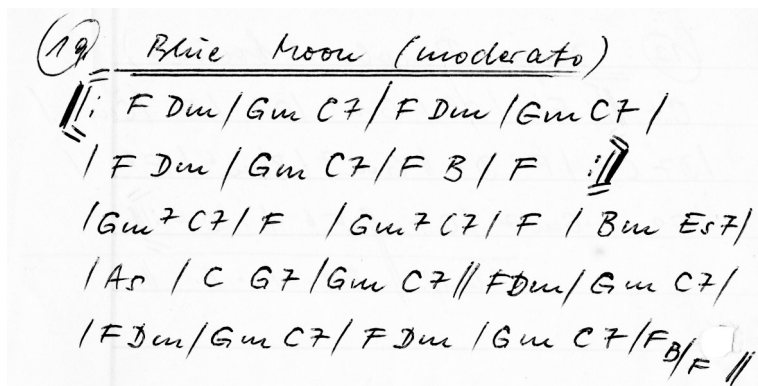 19. Blue Moon (moderato)
||: F Dm / Gm C7 / F Dm / Gm C7 /
/ F Dm / Gm C7 / F B / F :||
/ Gm7 C7 / F / Gm7 C7 / F / Bm Es7 /
/ As / C G7 / Gm C7 // F Dm / Gm C7 /
/ F Dm / Gm C7 / F Dm / Gm C7 / F B / F //